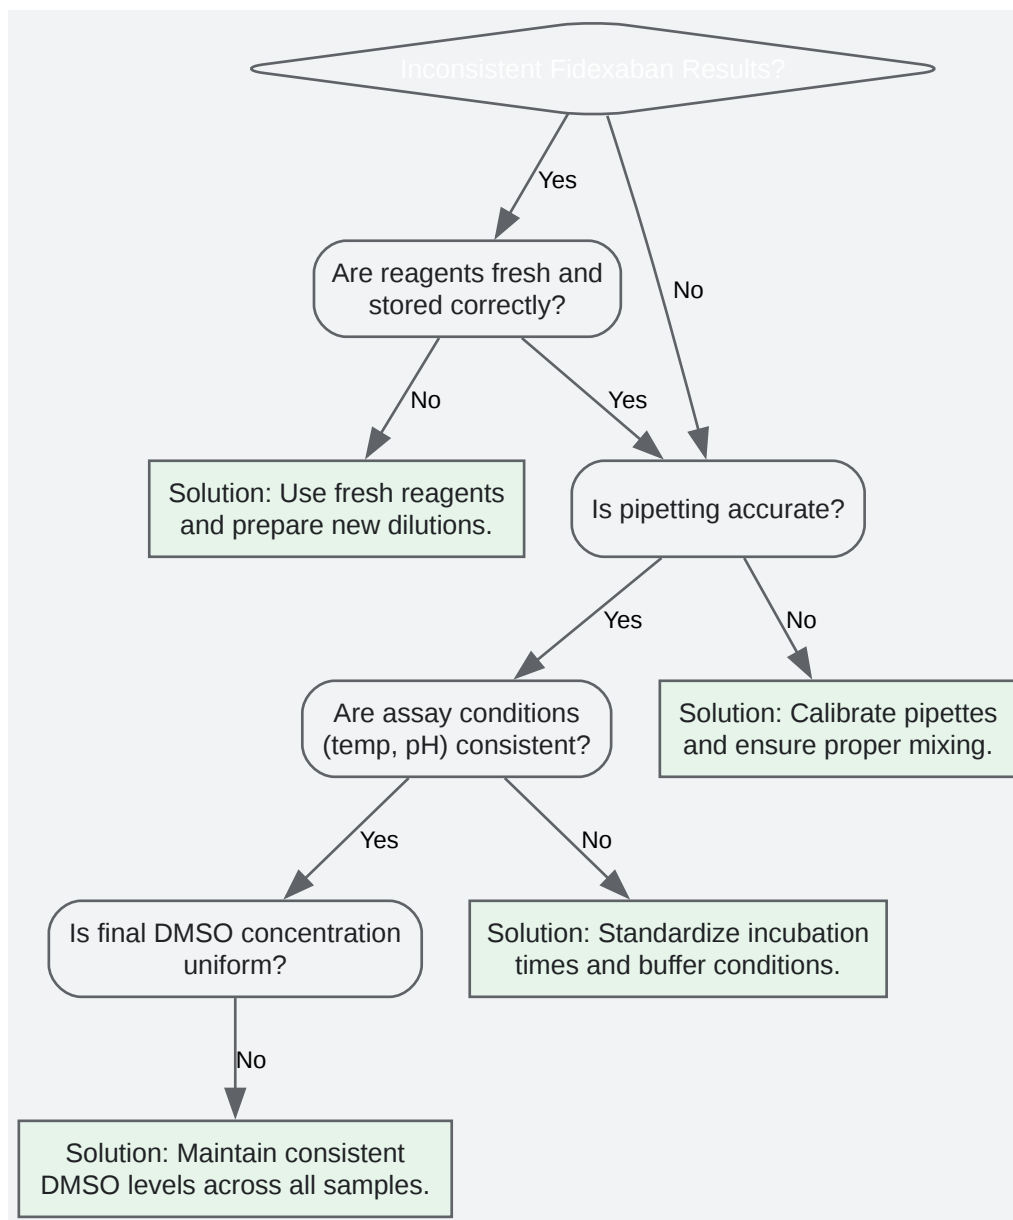 Inconsistent Fidexaban Results?
Yes
No
Are reagents fresh and
stored correctly?
No
Yes
Solution: Use fresh reagents
and prepare new dilutions.
Is pipetting accurate?
Yes
No
Are assay conditions
(temp, pH) consistent?
Solution: Calibrate pipettes
and ensure proper mixing.
Yes
No
Is final DMSO concentration
uniform?
Solution: Standardize incubation
times and buffer conditions.
No
Solution: Maintain consistent
DMSO levels across all samples.